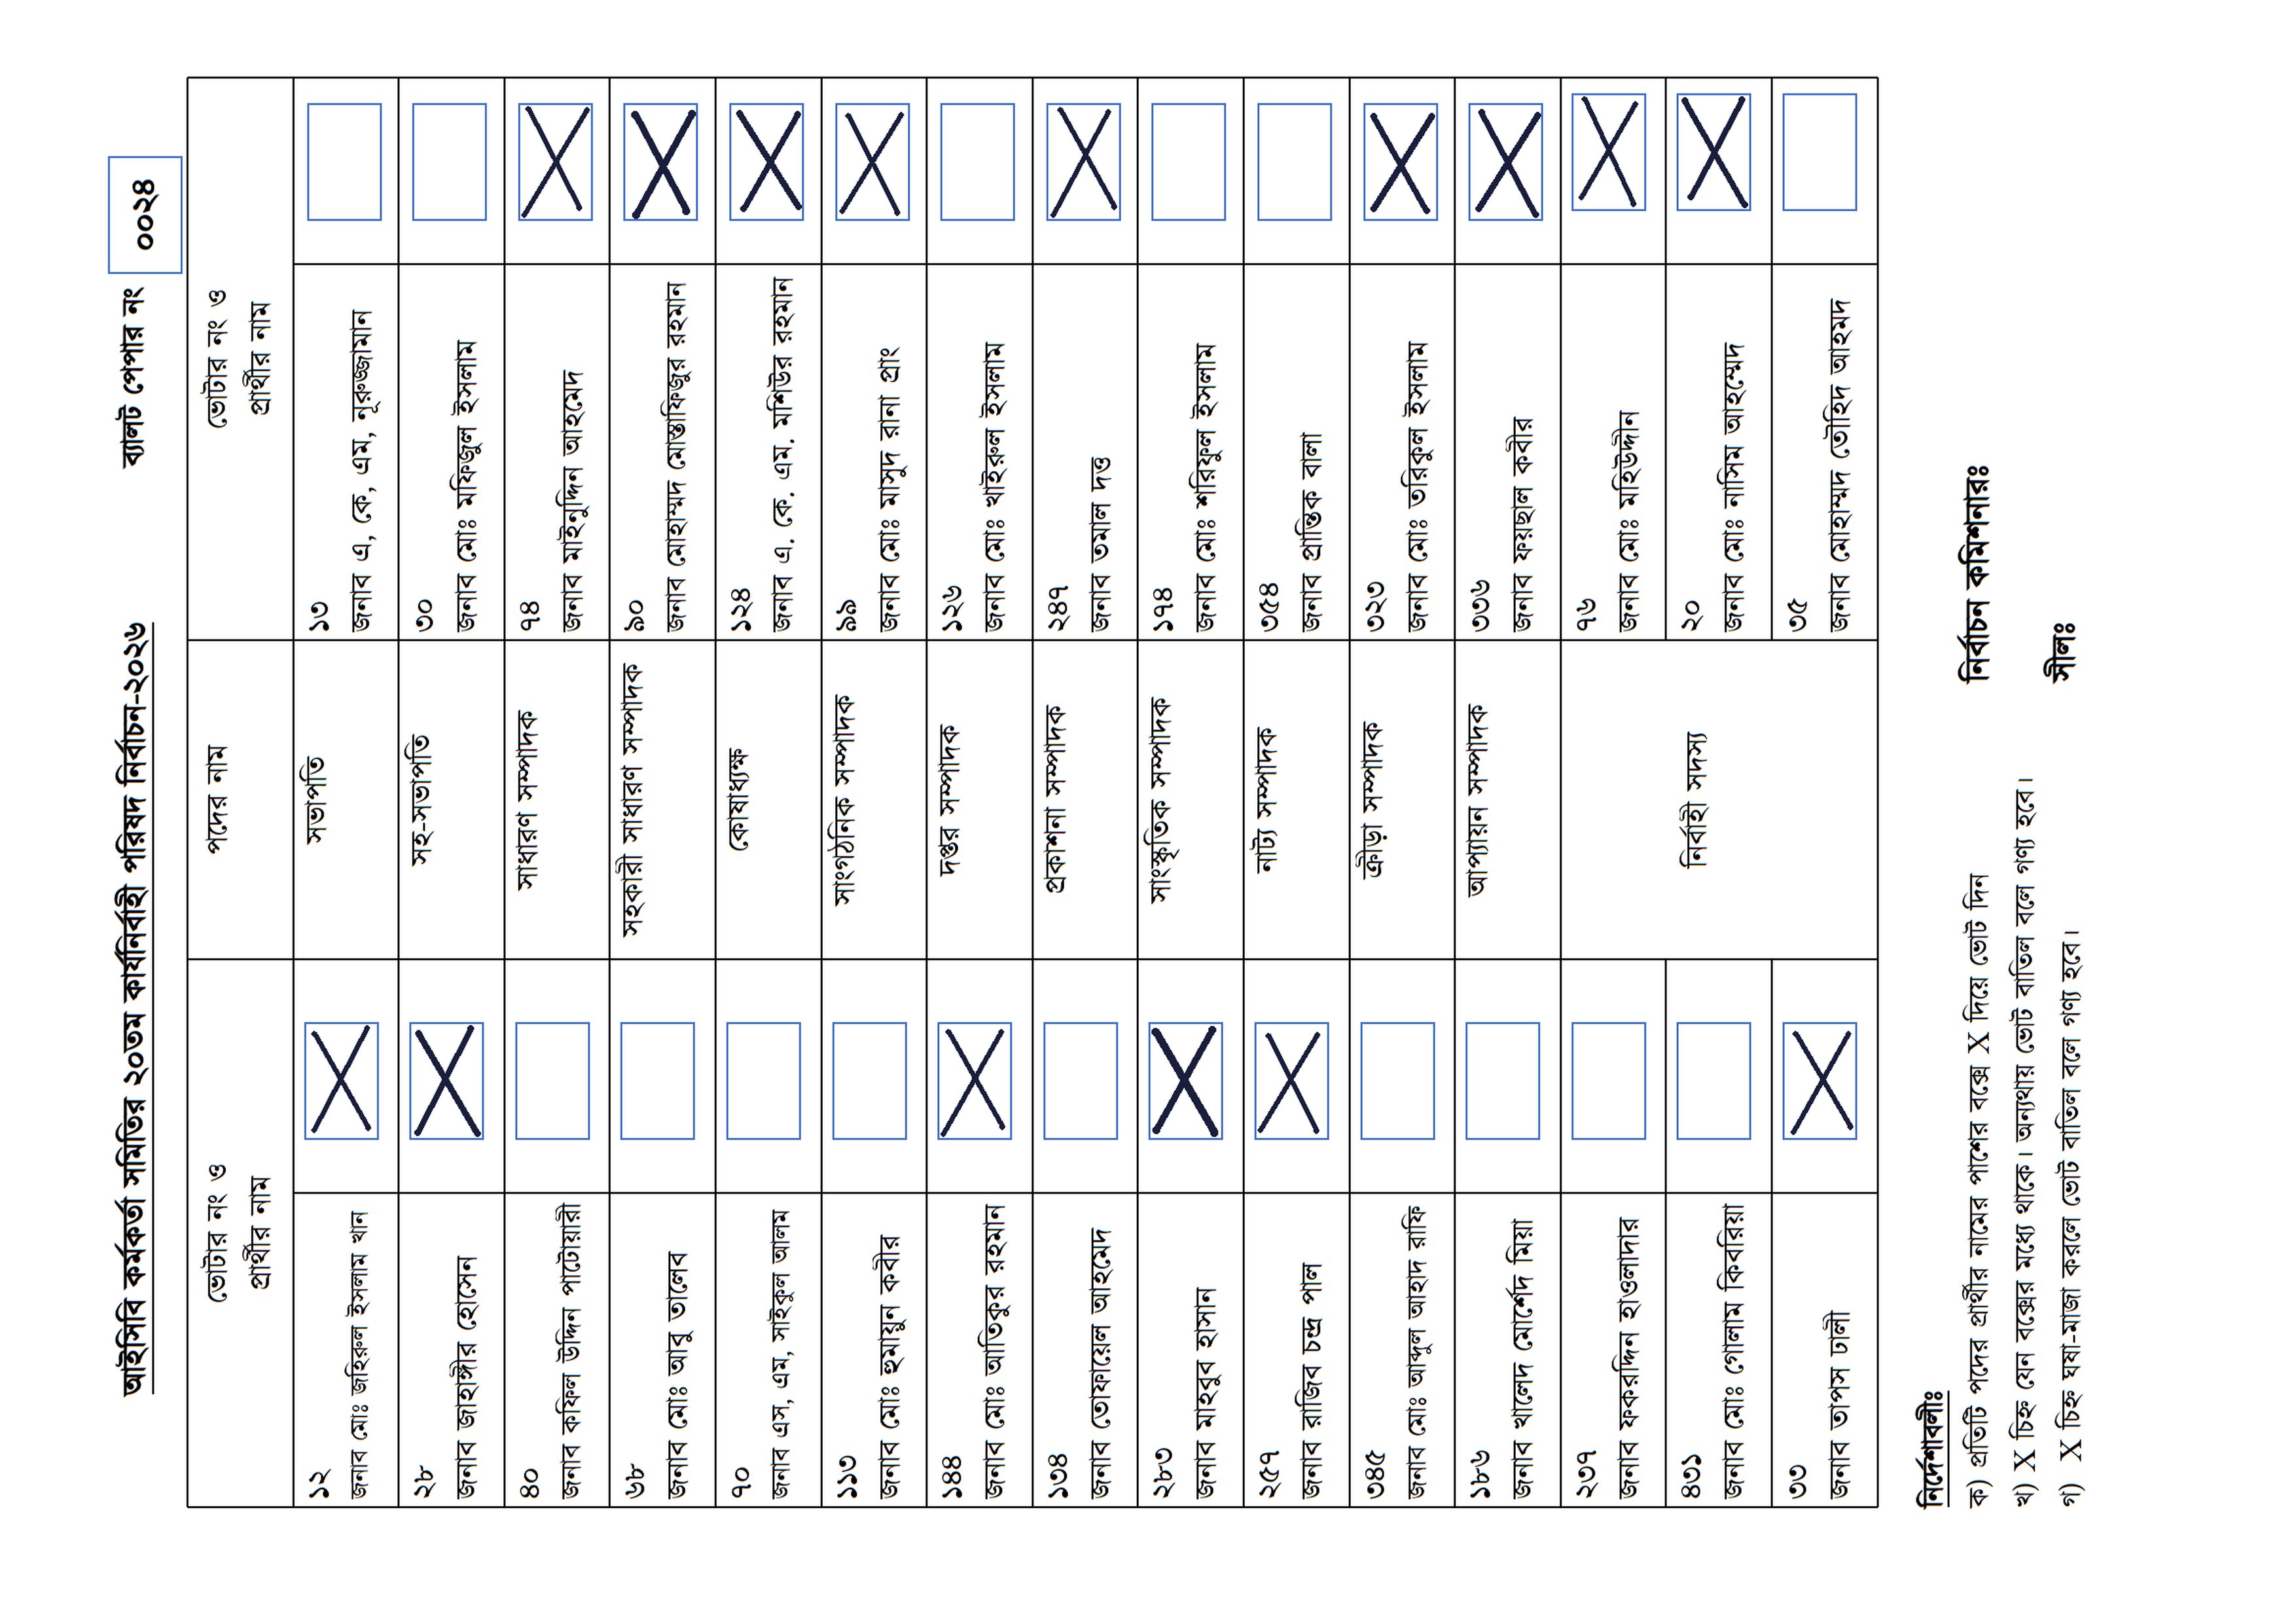 আইসিবি কর্মকর্তা সমিতির ২০তম কার্যনির্বাহী পরিষদ নির্বাচন-২০২৬
ব্যালট পেপার নং ০০২৪
ভোটার নং ও
প্রার্থীর নাম
পদের নাম
ভোটার নং ও
প্রার্থীর নাম
১২
জনাব মোঃ জহিরুল ইসলাম খান
X
সভাপতি
১৩
জনাব এ, কে, এম, নূরুজ্জামান
২৮
জনাব জাহাঙ্গীর হোসেন
X
সহ-সভাপতি
৩০
জনাব মোঃ মফিজুল ইসলাম
৪০
জনাব কফিল উদ্দিন পাটোয়ারী
সাধারণ সম্পাদক
৭৪
জনাব মাইনুদ্দিন আহমেদ
X
৬৮
জনাব মোঃ আবু তালেব
সহকারী সাধারণ সম্পাদক
৯০
জনাব মোহাম্মদ মোস্তাফিজুর রহমান
X
৭০
জনাব এস, এম, সাইকুল আলম
কোষাধ্যক্ষ
১২৪
জনাব এ. কে. এম. মশিউর রহমান
X
১১৩
জনাব মোঃ হুমায়ুন কবীর
সাংগঠনিক সম্পাদক
৯৯
জনাব মোঃ মাসুদ রানা প্রাং
X
১৪৪
জনাব মোঃ আতিকুর রহমান
X
দপ্তর সম্পাদক
১২৬
জনাব মোঃ খাইরুল ইসলাম
১৩৪
জনাব তোফায়েল আহমেদ
প্রকাশনা সম্পাদক
২৪৭
জনাব তমাল দত্ত
X
২৮৩
জনাব মাহবুব হাসান
X
সাংস্কৃতিক সম্পাদক
১৭৪
জনাব মোঃ শরিফুল ইসলাম
২৫৭
জনাব রাজিব চন্দ্র পাল
X
নাট্য সম্পাদক
৩৫৪
জনাব প্রান্তিক বালা
৩৪৫
জনাব মোঃ আব্দুল আহাদ রাফি
ক্রীড়া সম্পাদক
৩২৩
জনাব মোঃ তরিকুল ইসলাম
X
১৮৬
জনাব খালেদ মোর্শেদ মিয়া
আপ্যায়ন সম্পাদক
৩৩৬
জনাব ফয়ছাল কবীর
X
২৩৭
জনাব ফকরদ্দিন হাওলাদার
নির্বাহী সদস্য
৭৬
জনাব মোঃ মহিউদ্দীন
X
৪৩১
জনাব মোঃ গোলাম কিবরিয়া
২০
জনাব মোঃ নাসিম আহম্মেদ
X
৩৩
জনাব তাপস ঢালী
X
৩৫
জনাব মোহাম্মদ তৌহিদ আহমদ
নির্দেশাবলীঃ
ক) প্রতিটি পদের প্রার্থীর নামের পাশের বক্সে X দিয়ে ভোট দিন
খ) X চিহ্ন যেন বক্সের মধ্যে থাকে। অন্যথায় ভোট বাতিল বলে গণ্য হবে।
গ) X চিহ্ন ঘষা-মাজা করলে ভোট বাতিল বলে গণ্য হবে।
নির্বাচন কমিশনারঃ
সীলঃ